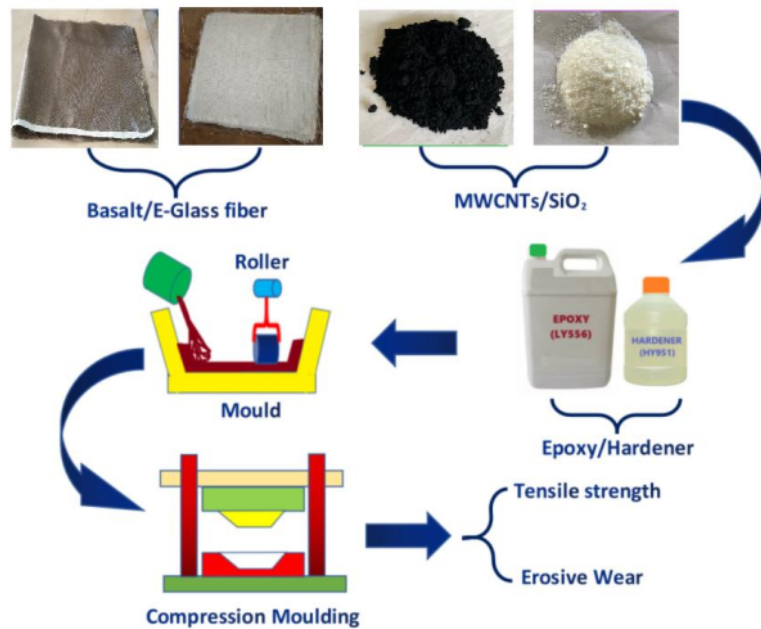 Basalt/E-Glass fiber
MWCNTs/SiO₂
Roller
Mould
EPOXY
(LY556)
HARDENER
(HY951)
Epoxy/Hardener
Compression Moulding
Tensile strength
Erosive Wear